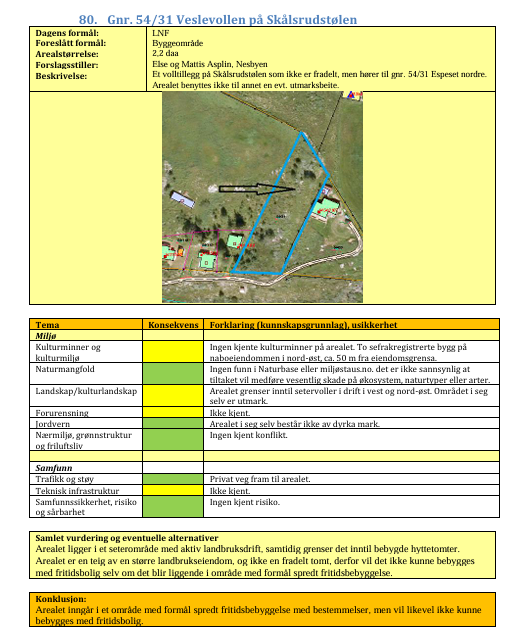 80. Gnr. 54/31 Veslevollen på Skålsrudstølen
Dagens formål: LNF
Foreslått formål: Byggeområde
Arealstørrelse: 2,2 daa
Forslagsstiller: Else og Mattis Asplin, Nesbyen
Beskrivelse: Et volltillegg på Skålsrudstølen som ikke er fradelt, men hører til gnr. 54/31 Espeset nordre.
Arealet benyttes ikke til annet en evt. utmarksbeite.
Tema Konsekvens Forklaring (kunnskapsgrunnlag), usikkerhet
Miljø
Kulturminner og Ingen kjente kulturminner på arealet. To sefrakregistrerte bygg på
kulturmiljø naboeiendommen i nord-øst, ca. 50 m fra eiendomsgrensa.
Naturmangfold Ingen funn i Naturbase eller miljøstaus.no. det er ikke sannsynlig at
tiltaket vil medføre vesentlig skade på økosystem, naturtyper eller arter.
Landskap/kulturlandskap Arealet grenser inntil setervoller i drift i vest og nord-øst. Området i seg
selv er utmark.
Forurensning Ikke kjent.
Jordvern Arealet i seg selv består ikke av dyrka mark.
Nærmiljø, grønnstruktur Ingen kjent konflikt.
og friluftsliv
Samfunn
Trafikk og støy Privat veg fram til arealet.
Teknisk infrastruktur Ikke kjent.
Samfunnssikkerhet, risiko Ingen kjent risiko.
og sårbarhet
Samlet vurdering og eventuelle alternativer
Arealet ligger i et seterområde med aktiv landbruksdrift, samtidig grenser det inntil bebygde hyttetomter.
Arealet er en teig av en større landbrukseiendom, og ikke en fradelt tomt, derfor vil det ikke kunne bebygges
med fritidsbolig selv om det blir liggende i område med formål spredt fritidsbebyggelse.
Konklusjon:
Arealet inngår i et område med formål spredt fritidsbebyggelse med bestemmelser, men vil likevel ikke kunne
bebygges med fritidsbolig.